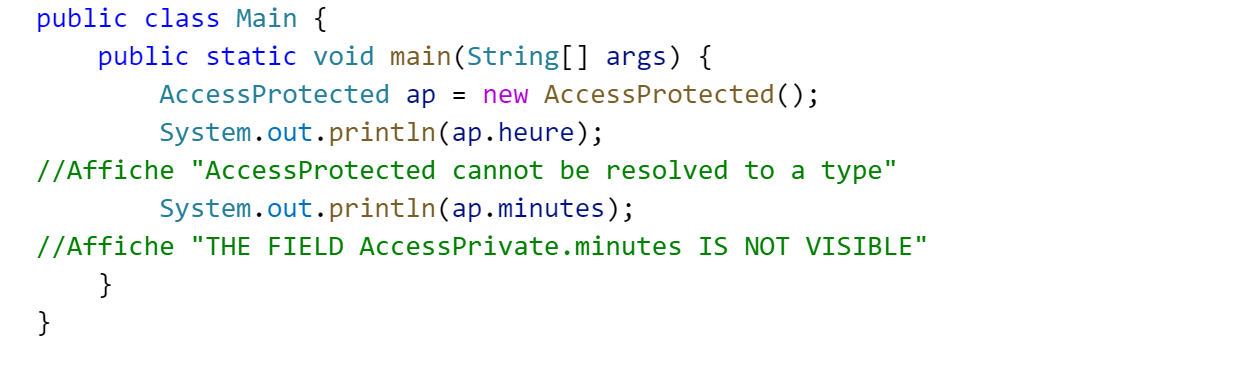 public class Main {
    public static void main(String[] args) {
        AccessProtected ap = new AccessProtected();
        System.out.println(ap.heure);
//Affiche "AccessProtected cannot be resolved to a type"
        System.out.println(ap.minutes);
//Affiche "THE FIELD AccessPrivate.minutes IS NOT VISIBLE"
    }
}